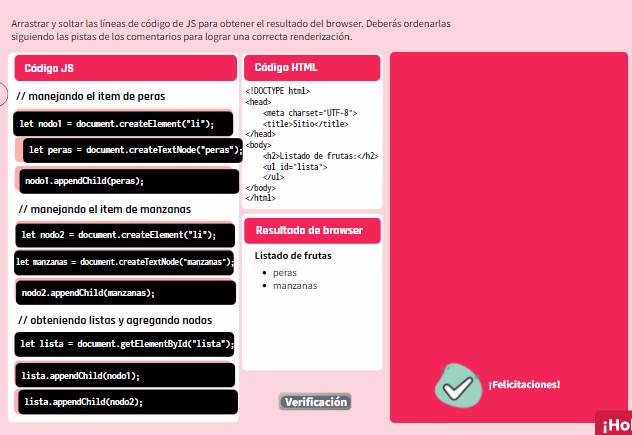 Arrastrar y soltar las líneas de código de JS para obtener el resultado del browser. Deberás ordenarlas
siguiendo las pistas de los comentarios para lograr una correcta renderización.
Código JS
// manejando el item de peras
let nodo1 = document.createElement("li");
let peras = document.createTextNode("peras");
nodo1.appendChild(peras);
// manejando el item de manzanas
let nodo2 = document.createElement("li");
let manzanas = document.createTextNode("manzanas");
nodo2.appendChild(manzanas);
// obteniendo listas y agregando nodos
let lista = document.getElementById("lista");
lista.appendChild(nodo1);
lista.appendChild(nodo2);
Código HTML
<!DOCTYPE html>
<head>
<meta charset="UTF-8">
<title>Sitio</title>
</head>
<body>
<h2>Listado de frutas:</h2>
<ul id="lista">
</ul>
</body>
</html>
Resultado de browser
Listado de frutas
• peras
• manzanas
Verificación
¡Felicitaciones!